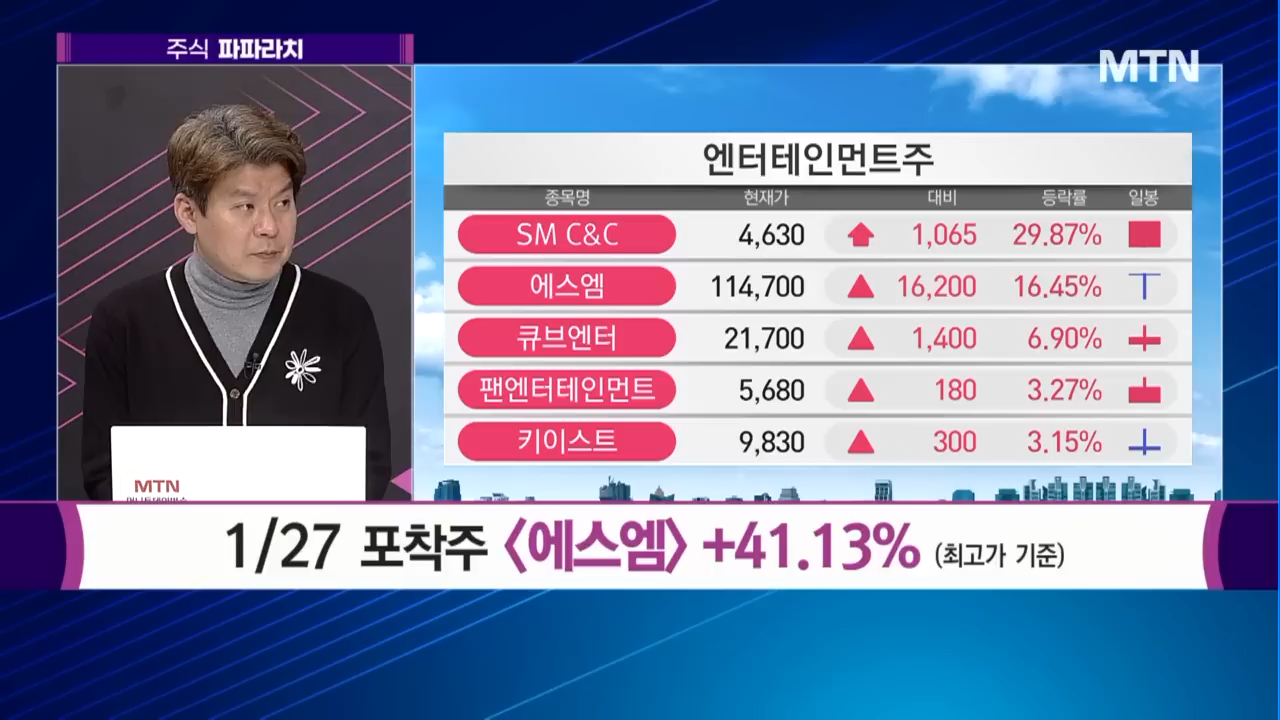 주식 파파라치
MTN
엔터테인먼트주
종목명 현재가 대비 등락률 일봉
SM C&C 4,630 1,065 29.87%
에스엠 114,700 16,200 16.45%
큐브엔터 21,700 1,400 6.90%
팬엔터테인먼트 5,680 180 3.27%
키이스트 9,830 300 3.15%
MTN
1/27 포착주 〈에스엠〉 +41.13% (최고가 기준)